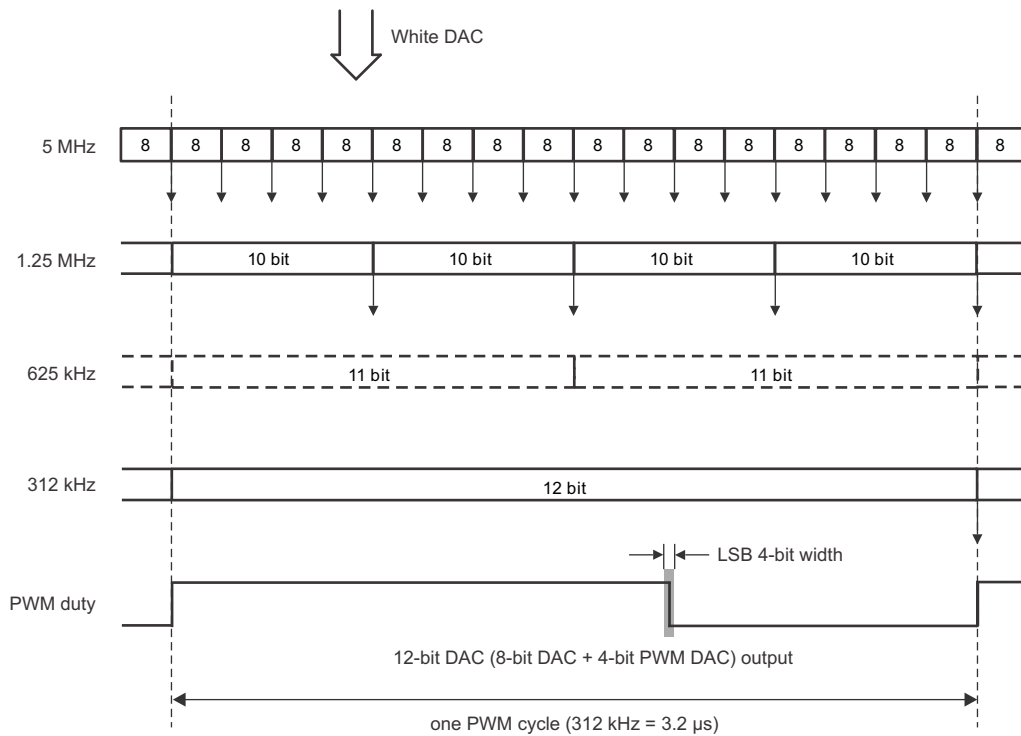 White DAC
5 MHz 8 8 8 8 8 8 8 8 8 8 8 8 8 8 8 8 8 8
1.25 MHz 10 bit 10 bit 10 bit 10 bit
625 kHz 11 bit 11 bit
312 kHz 12 bit
LSB 4-bit width
PWM duty
12-bit DAC (8-bit DAC + 4-bit PWM DAC) output
one PWM cycle (312 kHz = 3.2 μs)